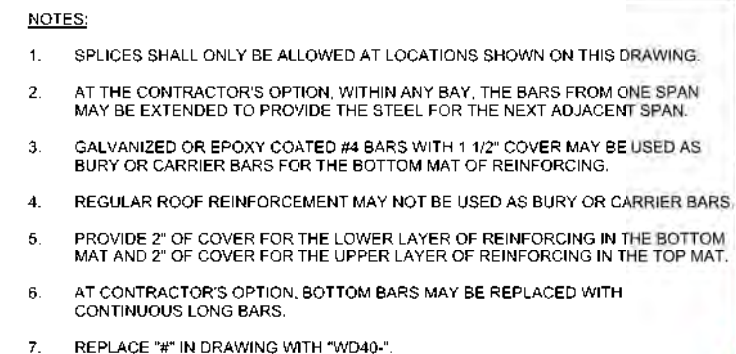 NOTES:
1. SPLICES SHALL ONLY BE ALLOWED AT LOCATIONS SHOWN ON THIS DRAWING.
2. AT THE CONTRACTOR'S OPTION, WITHIN ANY BAY, THE BARS FROM ONE SPAN
MAY BE EXTENDED TO PROVIDE THE STEEL FOR THE NEXT ADJACENT SPAN.
3. GALVANIZED OR EPOXY COATED #4 BARS WITH 1 1/2" COVER MAY BE USED AS
BURY OR CARRIER BARS FOR THE BOTTOM MAT OF REINFORCING.
4. REGULAR ROOF REINFORCEMENT MAY NOT BE USED AS BURY OR CARRIER BARS.
5. PROVIDE 2" OF COVER FOR THE LOWER LAYER OF REINFORCING IN THE BOTTOM
MAT AND 2" OF COVER FOR THE UPPER LAYER OF REINFORCING IN THE TOP MAT.
6. AT CONTRACTOR'S OPTION, BOTTOM BARS MAY BE REPLACED WITH
CONTINUOUS LONG BARS.
7. REPLACE "#" IN DRAWING WITH "WD40-".